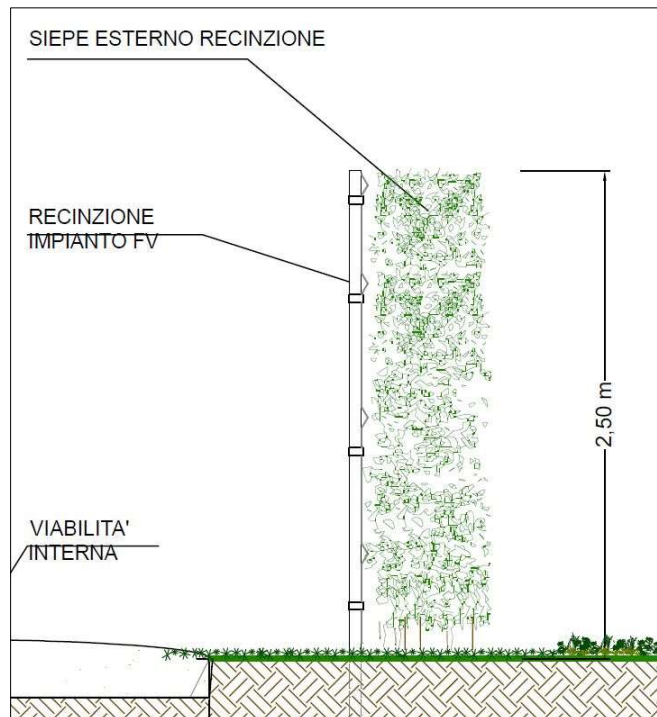 SIEPE ESTERNO RECINZIONE
RECINZIONE
IMPIANTO FV
2,50 m
VIABILITA'
INTERNA